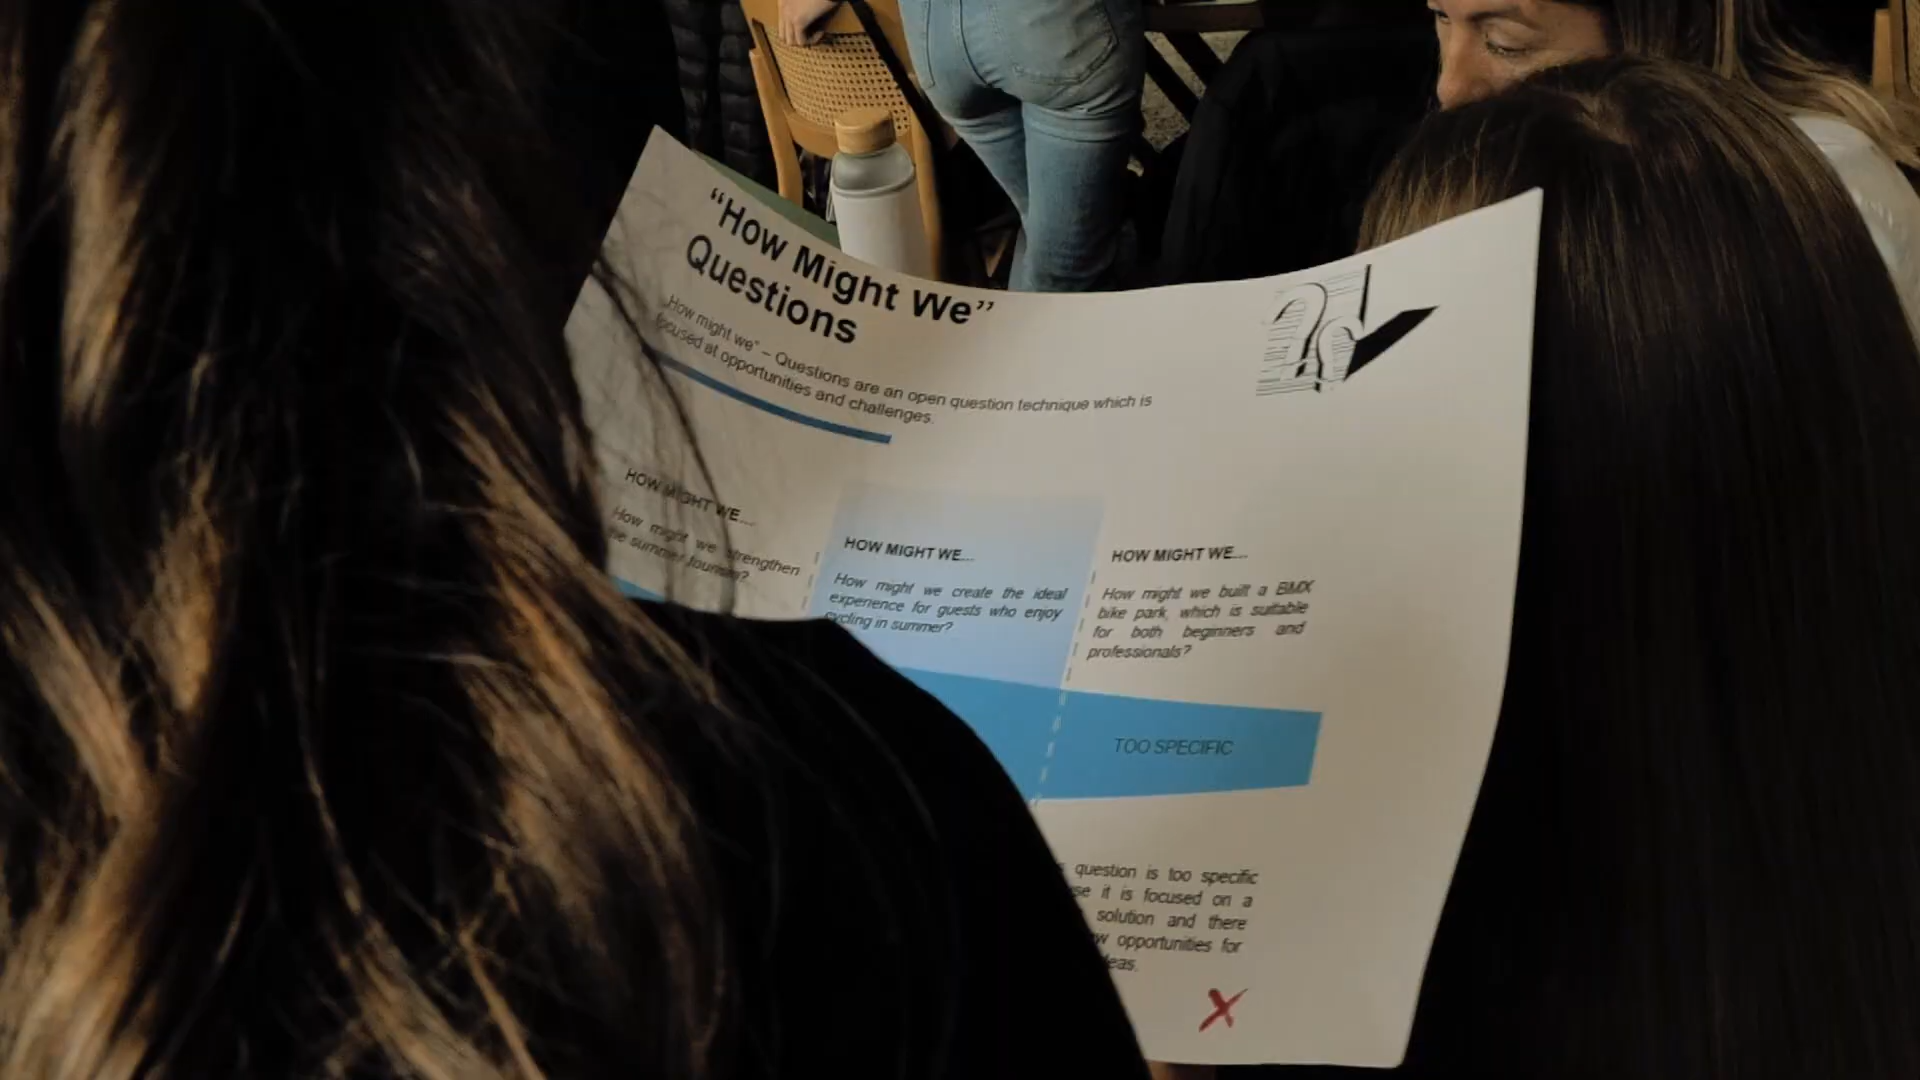 “How Might We”
Questions
„How might we“ – Questions are an open question technique which is
focused at opportunities and challenges.
HOW MIGHT WE...
How might we strengthen
the summer tourism?
HOW MIGHT WE...
How might we create the ideal
experience for guests who enjoy
cycling in summer?
HOW MIGHT WE...
How might we built a BMX
bike park, which is suitable
for both beginners and
professionals?
TOO SPECIFIC
question is too specific
it is focused on a
solution and there
opportunities for